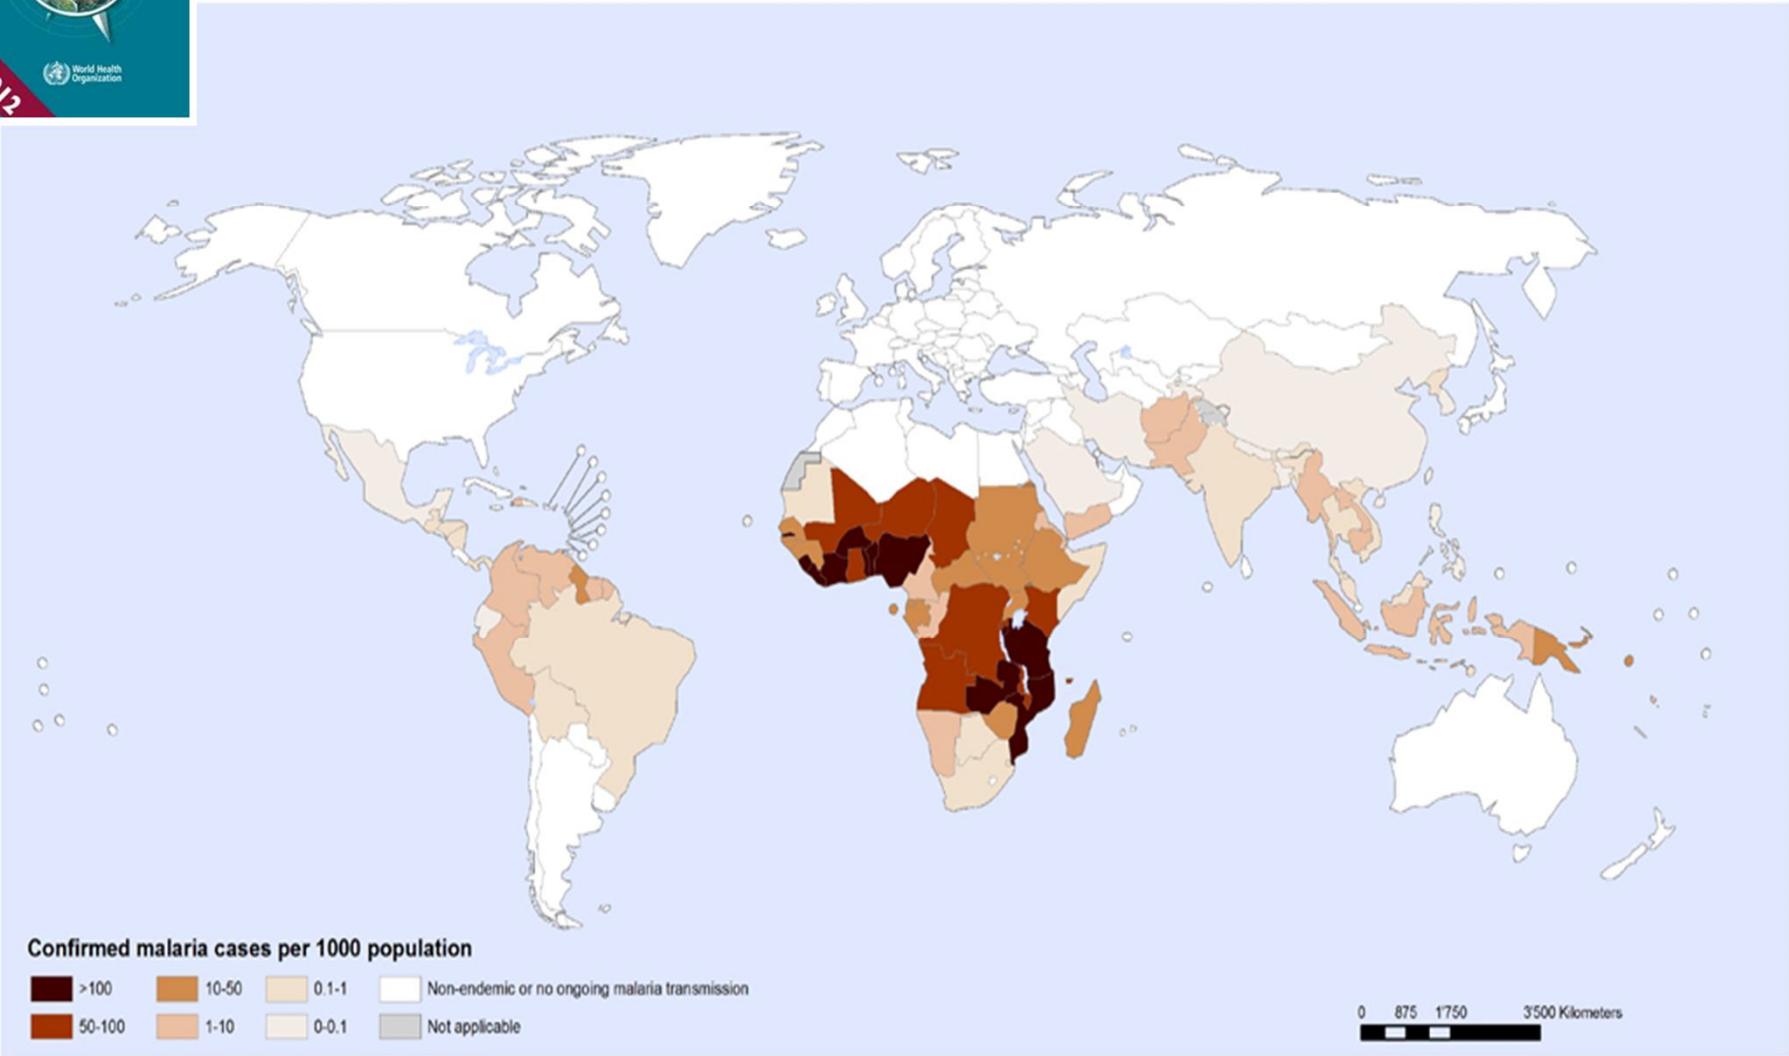 World Health
Organization
12
Confirmed malaria cases per 1000 population
>100
10-50
0.1-1
Non-endemic or no ongoing malaria transmission
50-100
1-10
0-0.1
Not applicable
0 875 1'750 3'500 Kilometers